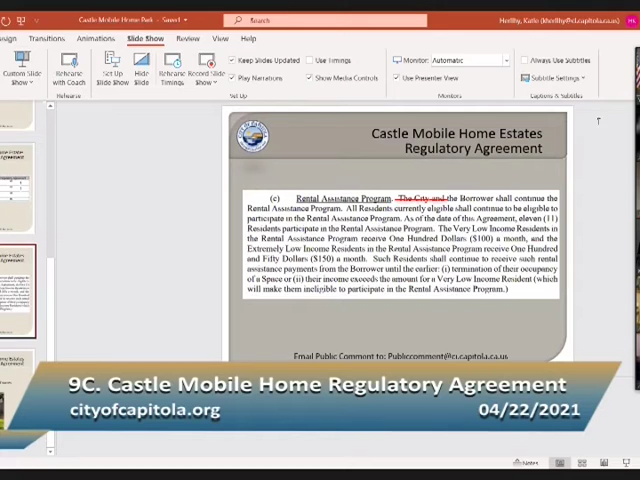 Castle Mobile Home Park - Saved
Search
Herlihy, Katie (kherlihy@ci.capitola.ca.us)
Design Transitions Animations Slide Show Review View Help
Custom Slide Show
Rehearse with Coach
Set Up Slide Show
Hide Slide
Rehearse Timings
Record Slide Show
Keep Slides Updated
Use Timings
Play Narrations
Show Media Controls
Monitor: Automatic
Use Presenter View
Always Use Subtitles
Subtitle Settings
Rehearse
Set Up
Monitors
Captions & Subtitles
Castle Mobile Home Estates
Regulatory Agreement
(c) Rental Assistance Program. The City and the Borrower shall continue the
Rental Assistance Program. All Residents currently eligible shall continue to be eligible to
participate in the Rental Assistance Program. As of the date of this Agreement, eleven (11)
Residents participate in the Rental Assistance Program. The Very Low Income Residents in
the Rental Assistance Program receive One Hundred Dollars ($100) a month, and the
Extremely Low Income Residents in the Rental Assistance Program receive One Hundred
and Fifty Dollars ($150) a month. Such Residents shall continue to receive such rental
assistance payments from the Borrower until the earlier: (i) termination of their occupancy
of a Space or (ii) their income exceeds the amount for a Very Low Income Resident (which
will make them ineligible to participate in the Rental Assistance Program.)
Email Public Comment to: Publiccomment@ci.capitola.ca.us
9C. Castle Mobile Home Regulatory Agreement
cityofcapitola.org 04/22/2021
Notes